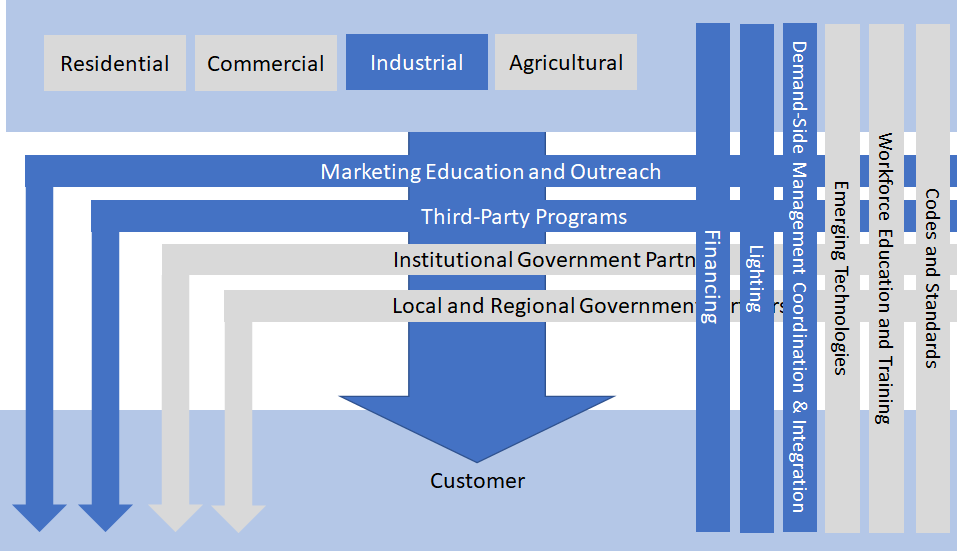 Residential
Commercial
Industrial
Agricultural
Marketing Education and Outreach
Third-Party Programs
Institutional Government Partn
Local and Regional Government
Customer
Financing
Lighting
Demand-Side Management Coordination & Integration
Emerging Technologies
Workforce Education and Training
Codes and Standards